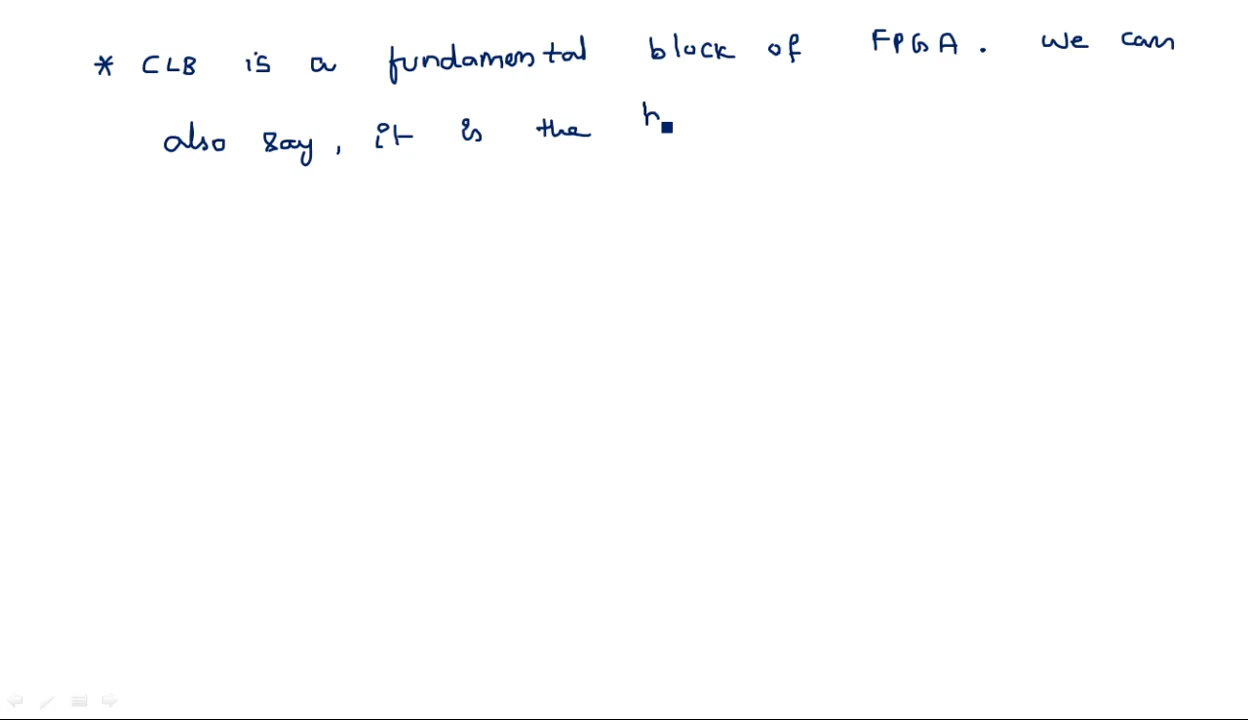 * CLB is a fundamental block of FPGA. We can
also say, it is the h